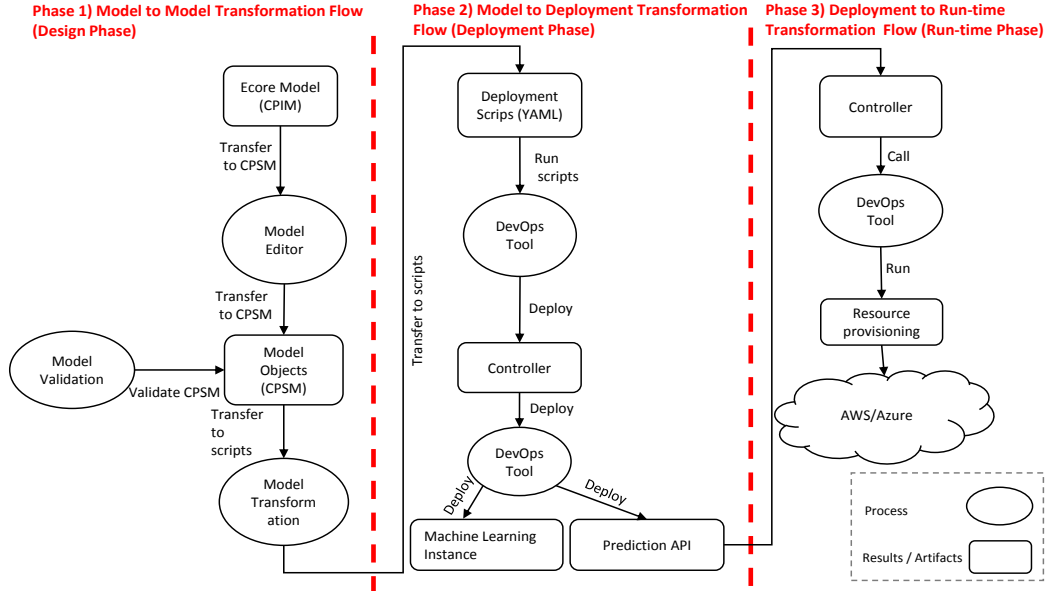 Phase 1) Model to Model Transformation Flow
(Design Phase)
Ecore Model
(CPIM)
Transfer
to CPSM
Model
Editor
Transfer
to CPSM
Model
Validation
Validate CPSM
Model
Objects
(CPSM)
Transfer
to
scripts
Model
Transform
ation
Transfer to scripts
Phase 2) Model to Deployment Transformation
Flow (Deployment Phase)
Deployment
Scrips (YAML)
Run
scripts
DevOps
Tool
Deploy
Controller
Deploy
DevOps
Tool
Deploy
Deploy
Machine Learning
Instance
Prediction API
Phase 3) Deployment to Run-time
Transformation Flow (Run-time Phase)
Controller
Call
DevOps
Tool
Run
Resource
provisioning
AWS/Azure
Process
Results / Artifacts